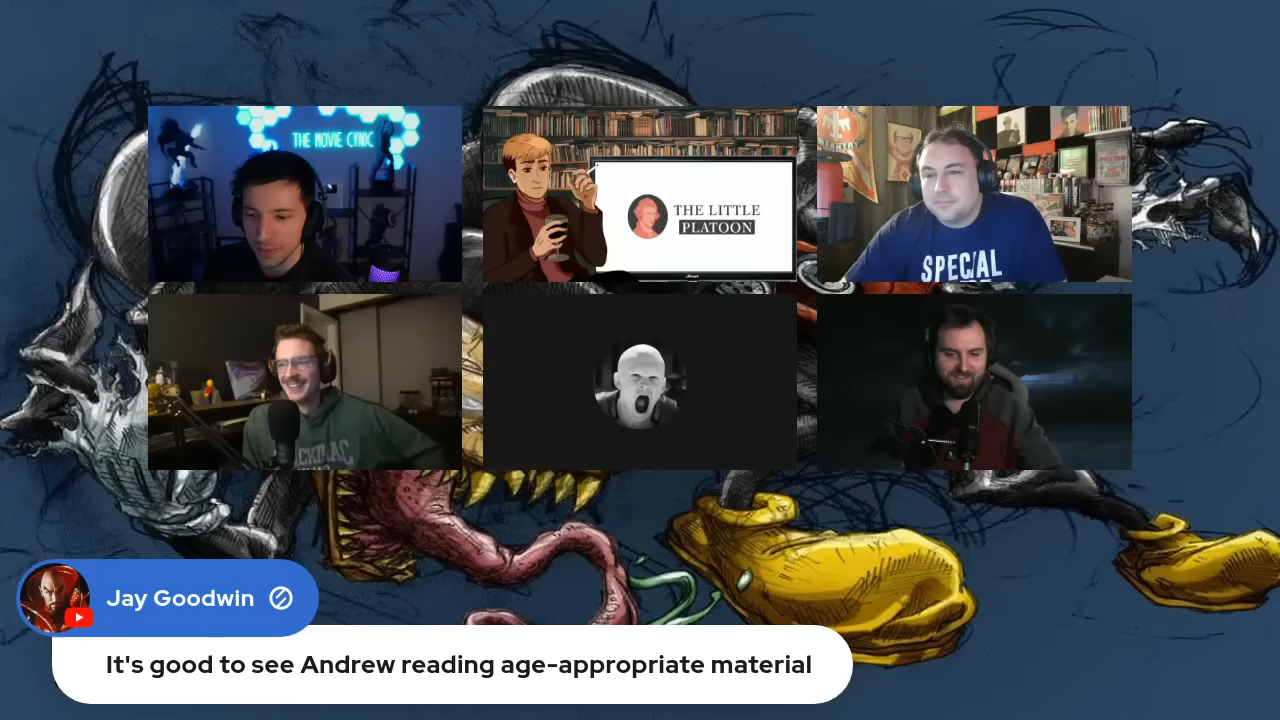 THE MOVIE CYNIC
THE LITTLE
PLATOON
SPECIAL
Jay Goodwin
It's good to see Andrew reading age-appropriate material